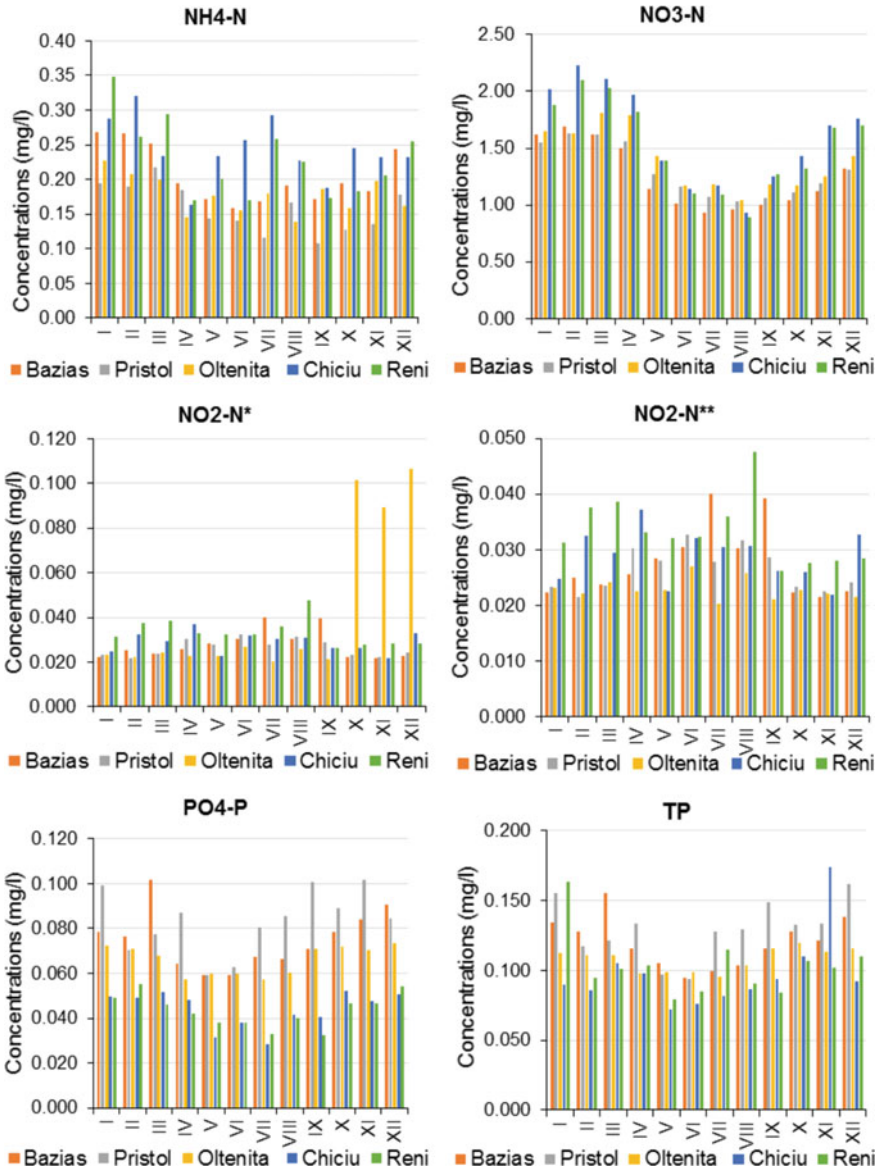 NH4-N
NO3-N
Concentrations (mg/l)
0.40
0.35
0.30
0.25
0.20
0.15
0.10
0.05
0.00
I II III IV V VI VII VIII IX X XI XII
Bazias Pristol Oltenita Chiciu Reni
Concentrations (mg/l)
2.50
2.00
1.50
1.00
0.50
0.00
I II III IV V VI VII VIII IX X XI XII
Bazias Pristol Oltenita Chiciu Reni
NO2-N*
NO2-N**
Concentrations (mg/l)
0.120
0.100
0.080
0.060
0.040
0.020
0.000
I II III IV V VI VII VIII IX X XI XII
Bazias Pristol Oltenita Chiciu Reni
Concentrations (mg/l)
0.050
0.040
0.030
0.020
0.010
0.000
I II III IV V VI VII VIII IX X XI XII
Bazias Pristol Oltenita Chiciu Reni
PO4-P
TP
Concentrations (mg/l)
0.120
0.100
0.080
0.060
0.040
0.020
0.000
I II III IV V VI VII VIII IX X XI XII
Bazias Pristol Oltenita Chiciu Reni
Concentrations (mg/l)
0.200
0.150
0.100
0.050
0.000
I II III IV V VI VII VIII IX X XI XII
Bazias Pristol Oltenita Chiciu Reni